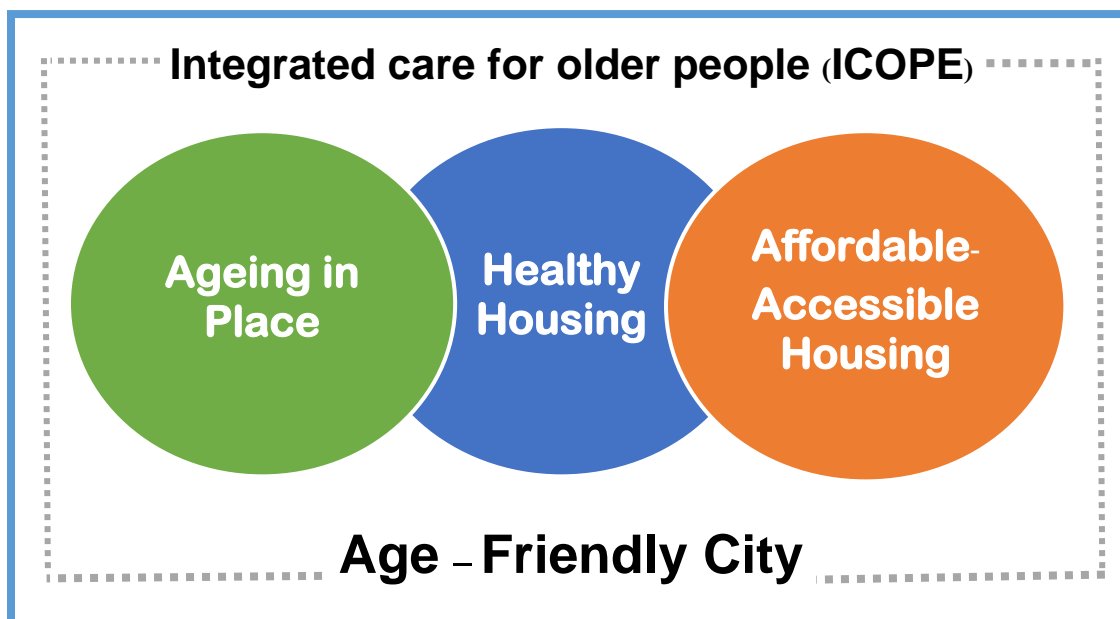 Integrated care for older people (ICOPE)
Ageing in
Place
Healthy
Housing
Affordable-
Accessible
Housing
Age – Friendly City